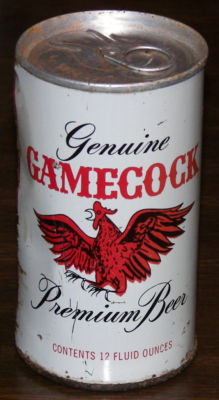 Genuine
GAMECOCK
Premium Beer
CONTENTS 12 FLUID OUNCES